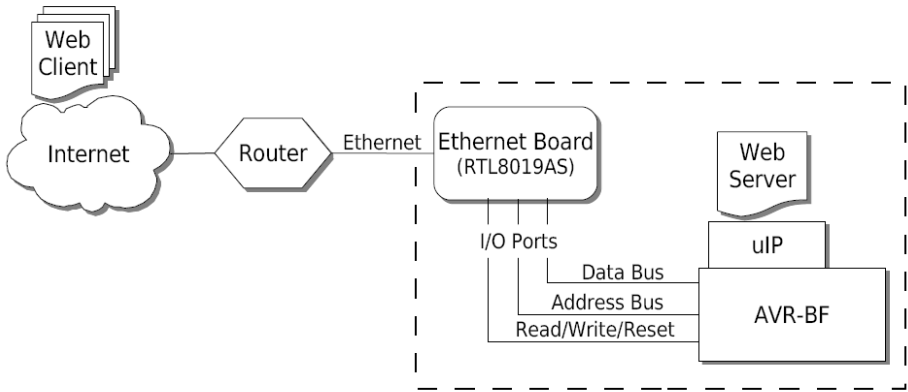 Web
Client
Internet
Router
Ethernet
Ethernet Board
(RTL8019AS)
Web
Server
I/O Ports
uIP
Data Bus
Address Bus
Read/Write/Reset
AVR-BF